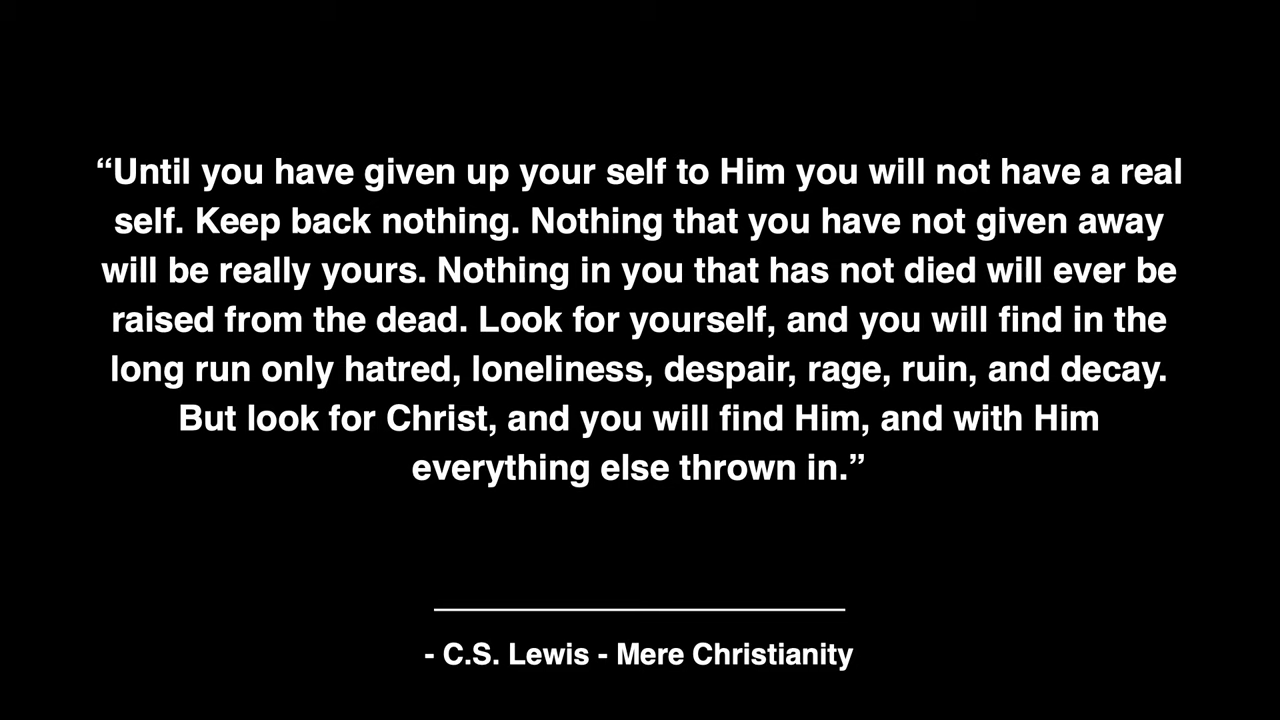 “Until you have given up your self to Him you will not have a real
self. Keep back nothing. Nothing that you have not given away
will be really yours. Nothing in you that has not died will ever be
raised from the dead. Look for yourself, and you will find in the
long run only hatred, loneliness, despair, rage, ruin, and decay.
But look for Christ, and you will find Him, and with Him
everything else thrown in.”
- C.S. Lewis - Mere Christianity